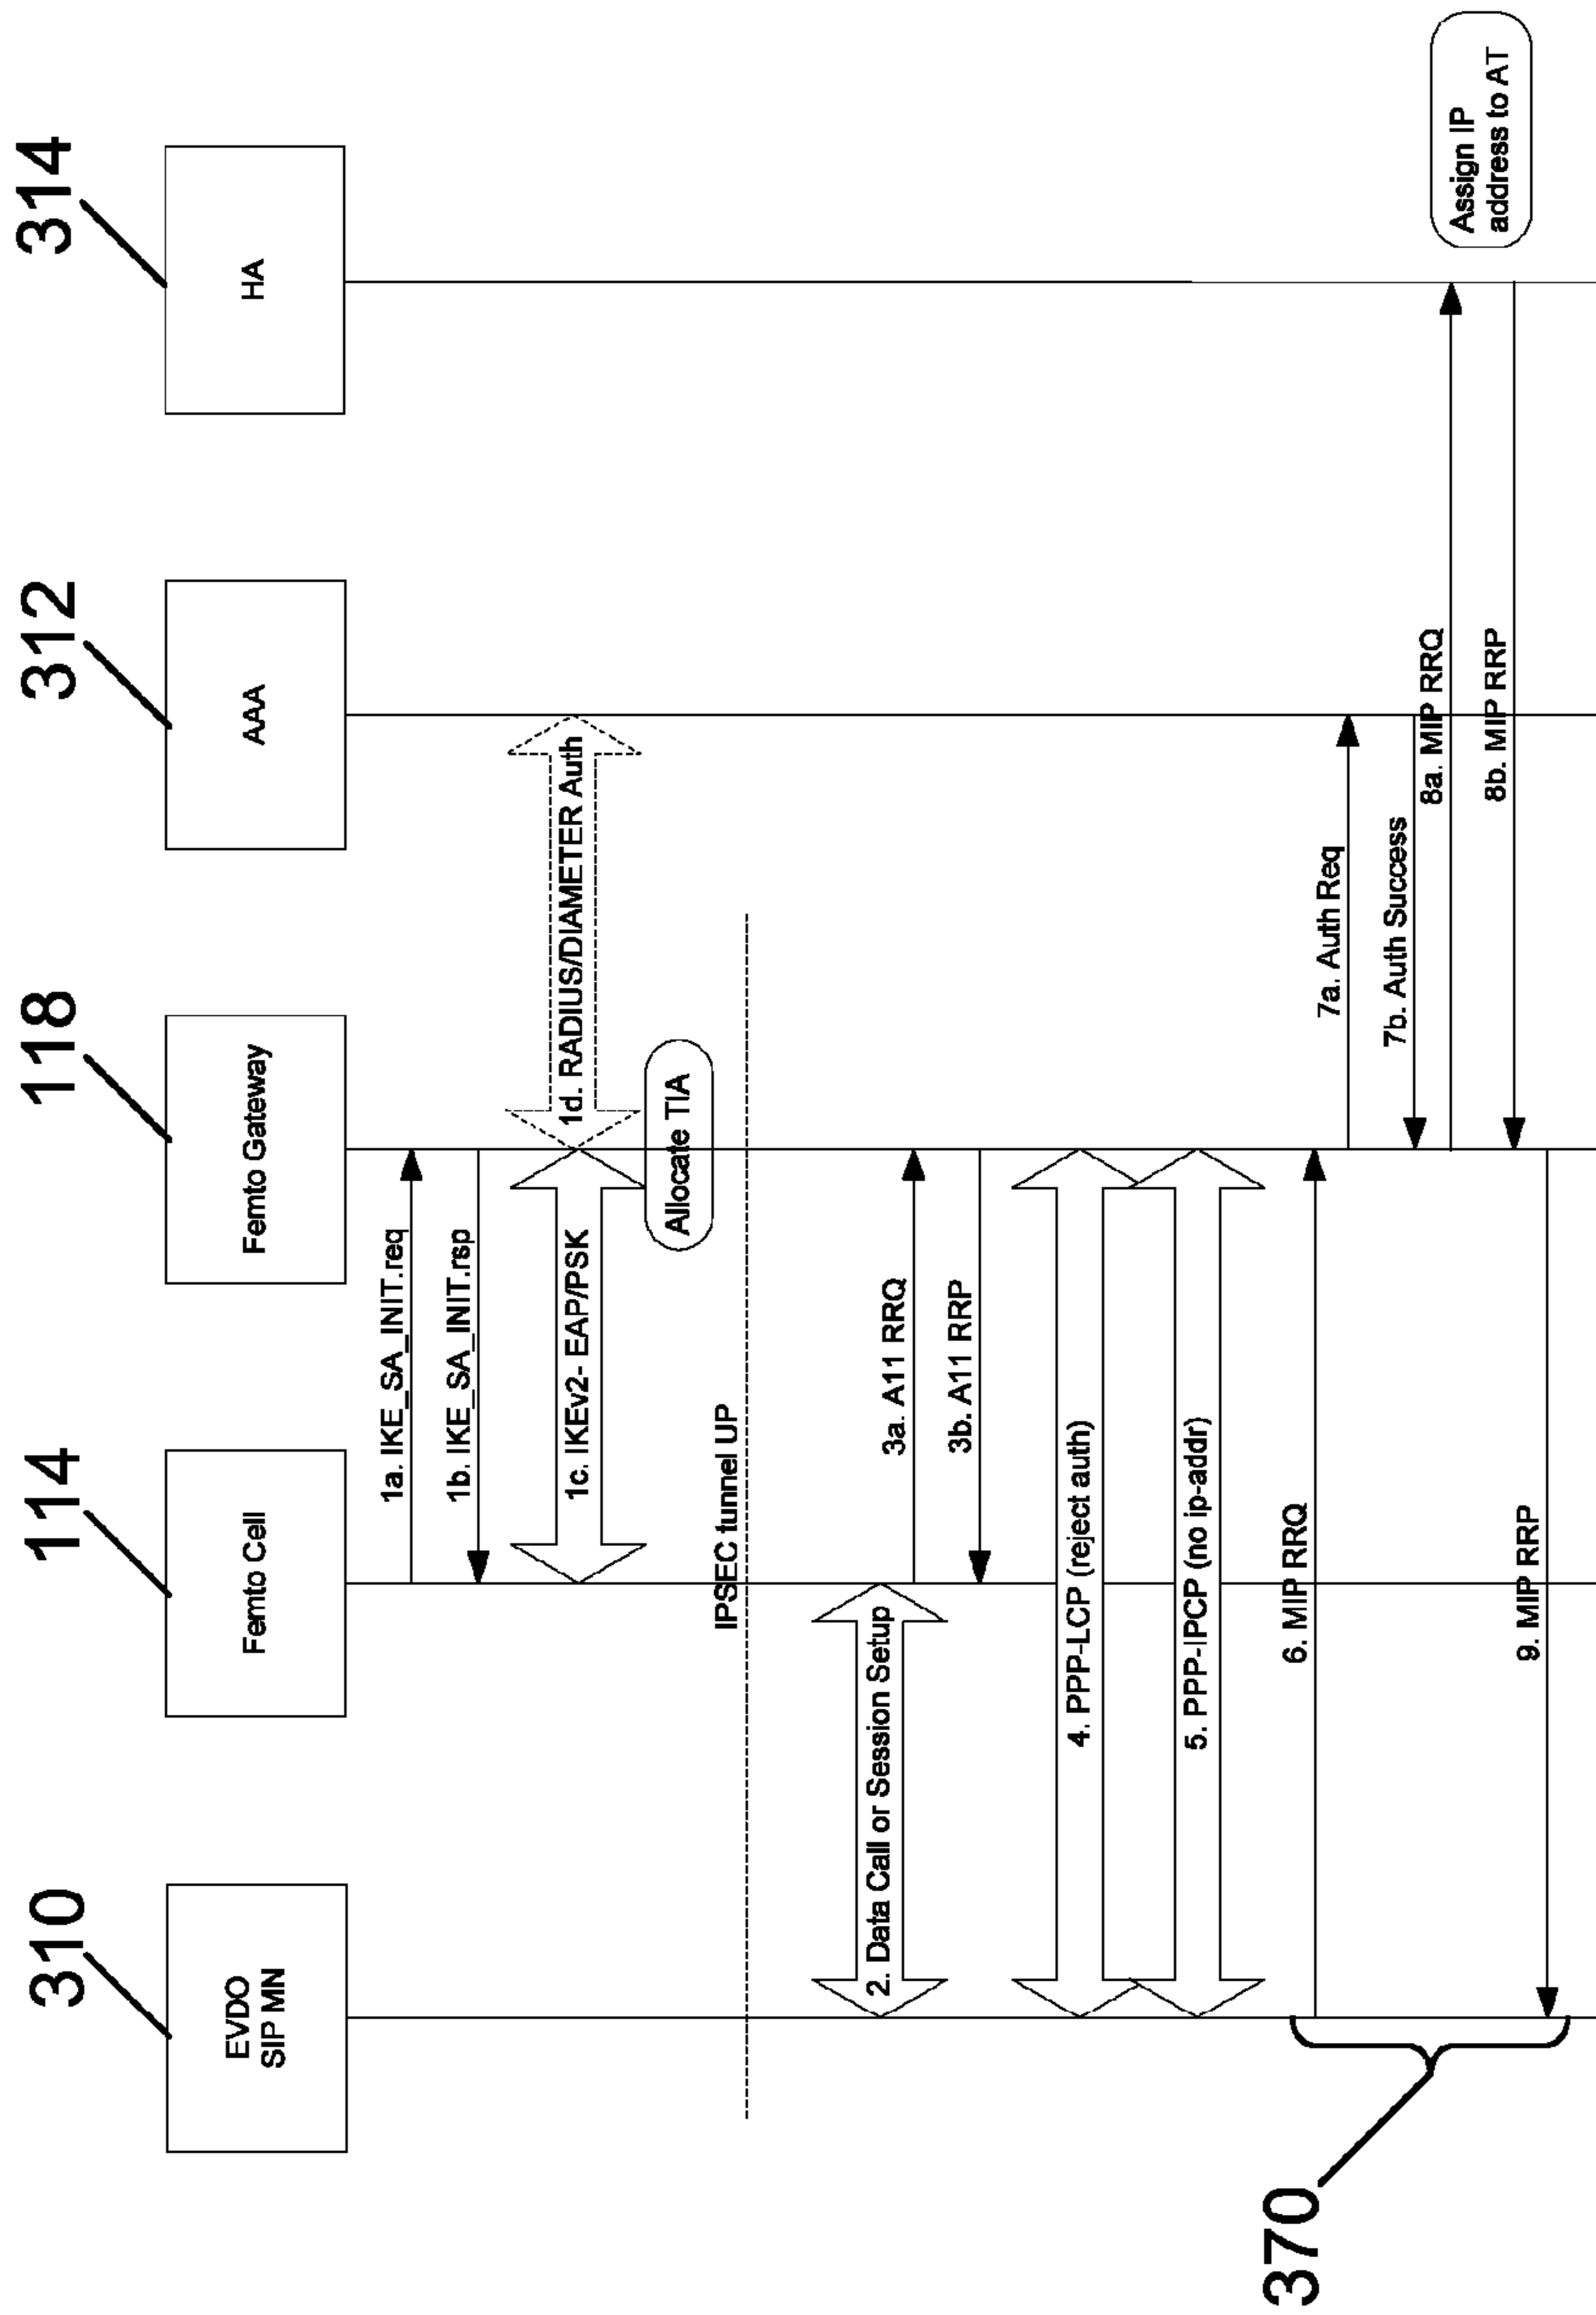 310
114
118
312
314
EVDO
SIP MN
Femto Cell
Femto Gateway
AAA
HA
1a. IKE_SA_INIT.req
1b. IKE_SA_INIT.rsp
1c. IKEv2- EAP/PSK
1d. RADIUS/DIAMETER Auth
Allocate TIA
IPSEC tunnel UP
2. Data Call or Session Setup
3a. A11 RRQ
3b. A11 RRP
4. PPP-LCP (reject auth)
5. PPP-IPCP (no ip-addr)
6. MIP RRQ
7a. Auth Req
7b. Auth Success
8a. MIP RRQ
Assign IP
address to AT
8b. MIP RRP
9. MIP RRP
370